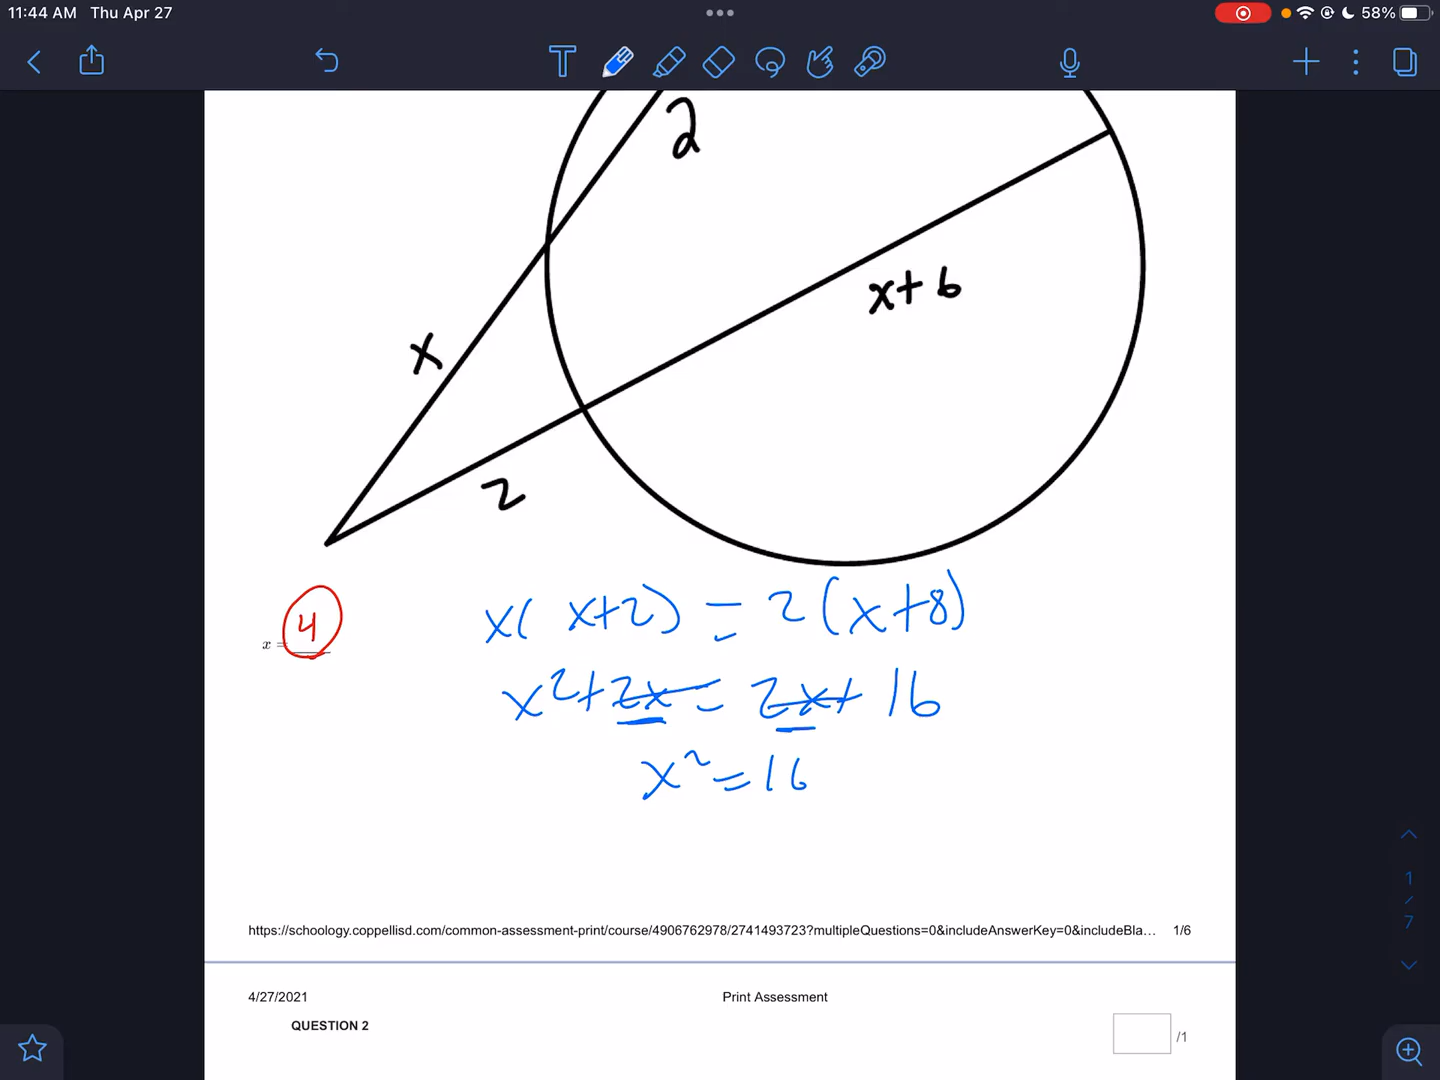 11:44 AM Thu Apr 27
58%
T
2
x+6
x
2
x = 4
x( x+2) = 2(x+8)
x²+2x = 2x+ 16
x²=16
https://schoology.coppellisd.com/common-assessment-print/course/4906762978/2741493723?multipleQuestions=0&includeAnswerKey=0&includeBla… 1/6
1
/
7
4/27/2021 Print Assessment
QUESTION 2
/1